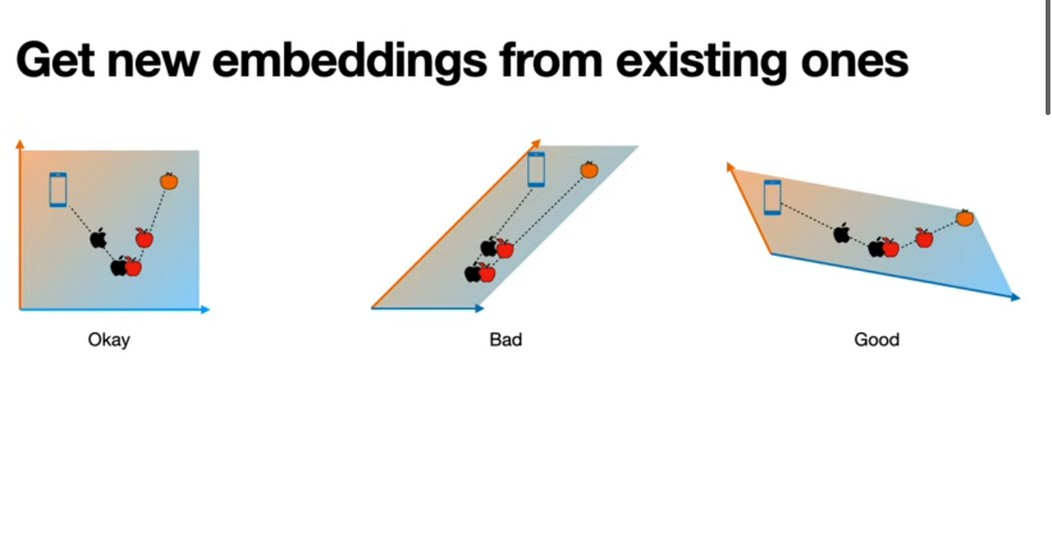 Get new embeddings from existing ones
Okay
Bad
Good